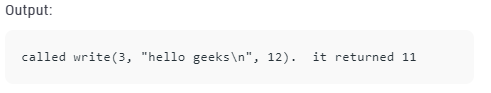 Output:
called write(3, "hello geeks\n", 12).  it returned 11